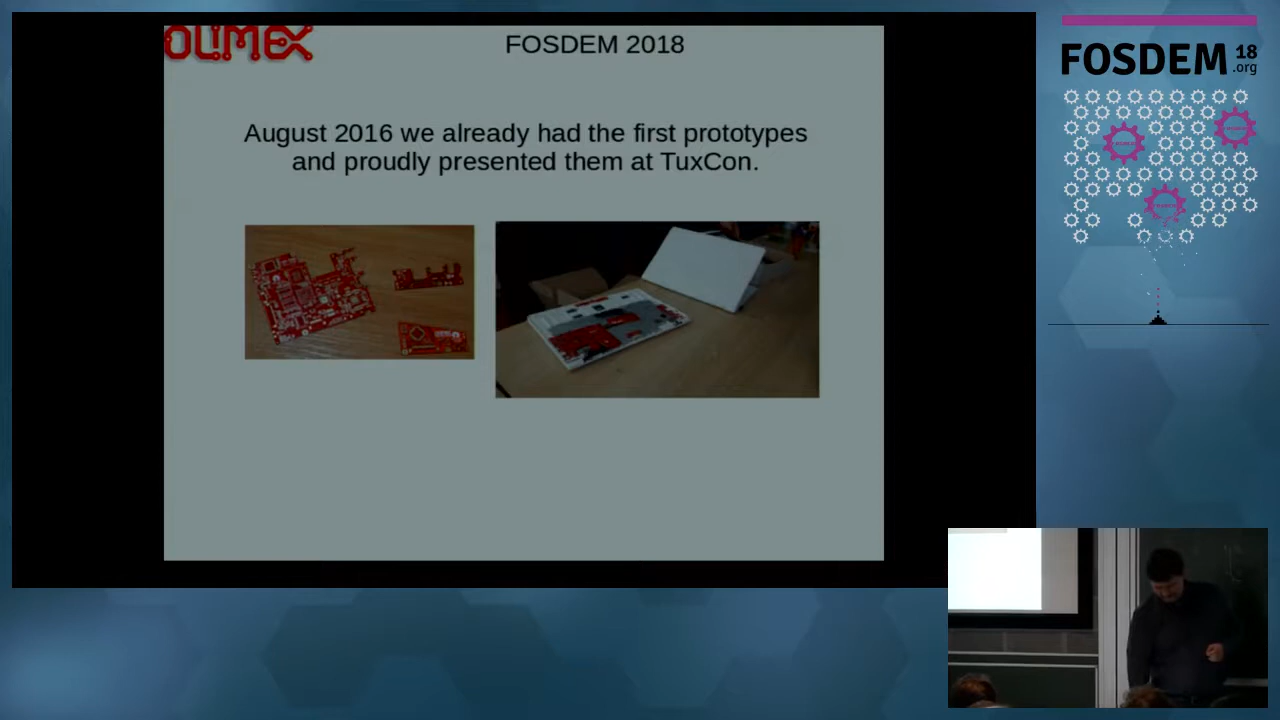 OLIMEX
FOSDEM 2018
August 2016 we already had the first prototypes
and proudly presented them at TuxCon.
FOSDEM 18
.org